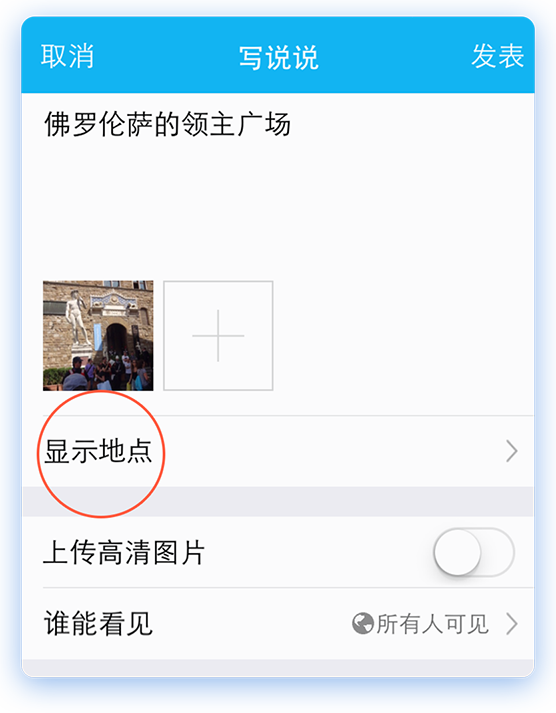 取消 写说说 发表
佛罗伦萨的领主广场
显示地点
上传高清图片
谁能看见 所有人可见